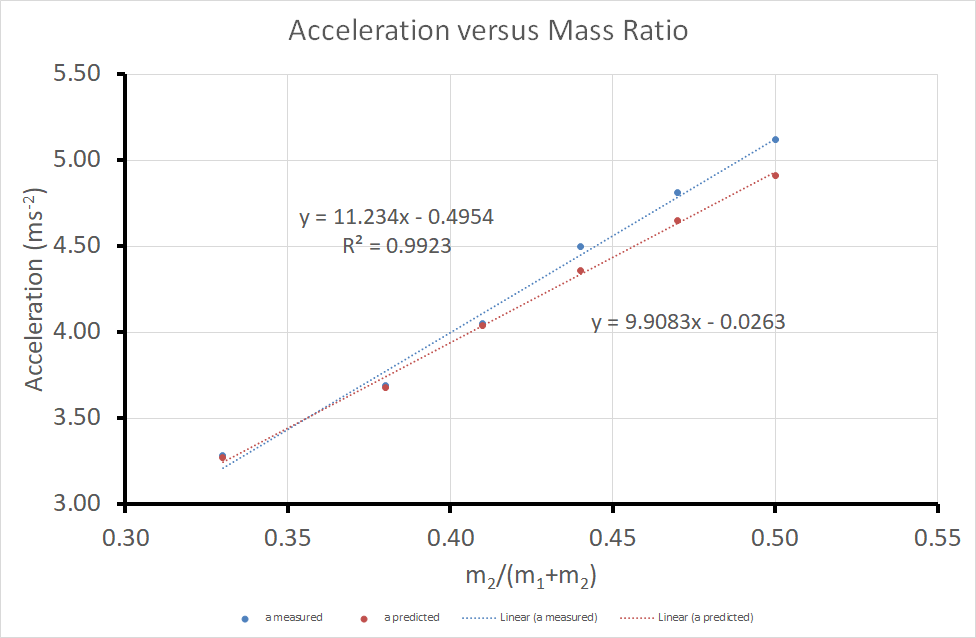 Acceleration versus Mass Ratio
Acceleration (ms⁻²)
5.50
5.00
4.50
4.00
3.50
3.00
y = 11.234x - 0.4954
R² = 0.9923
y = 9.9083x - 0.0263
0.30 0.35 0.40 0.45 0.50 0.55
m₂/(m₁+m₂)
a measured a predicted Linear (a measured) Linear (a predicted)